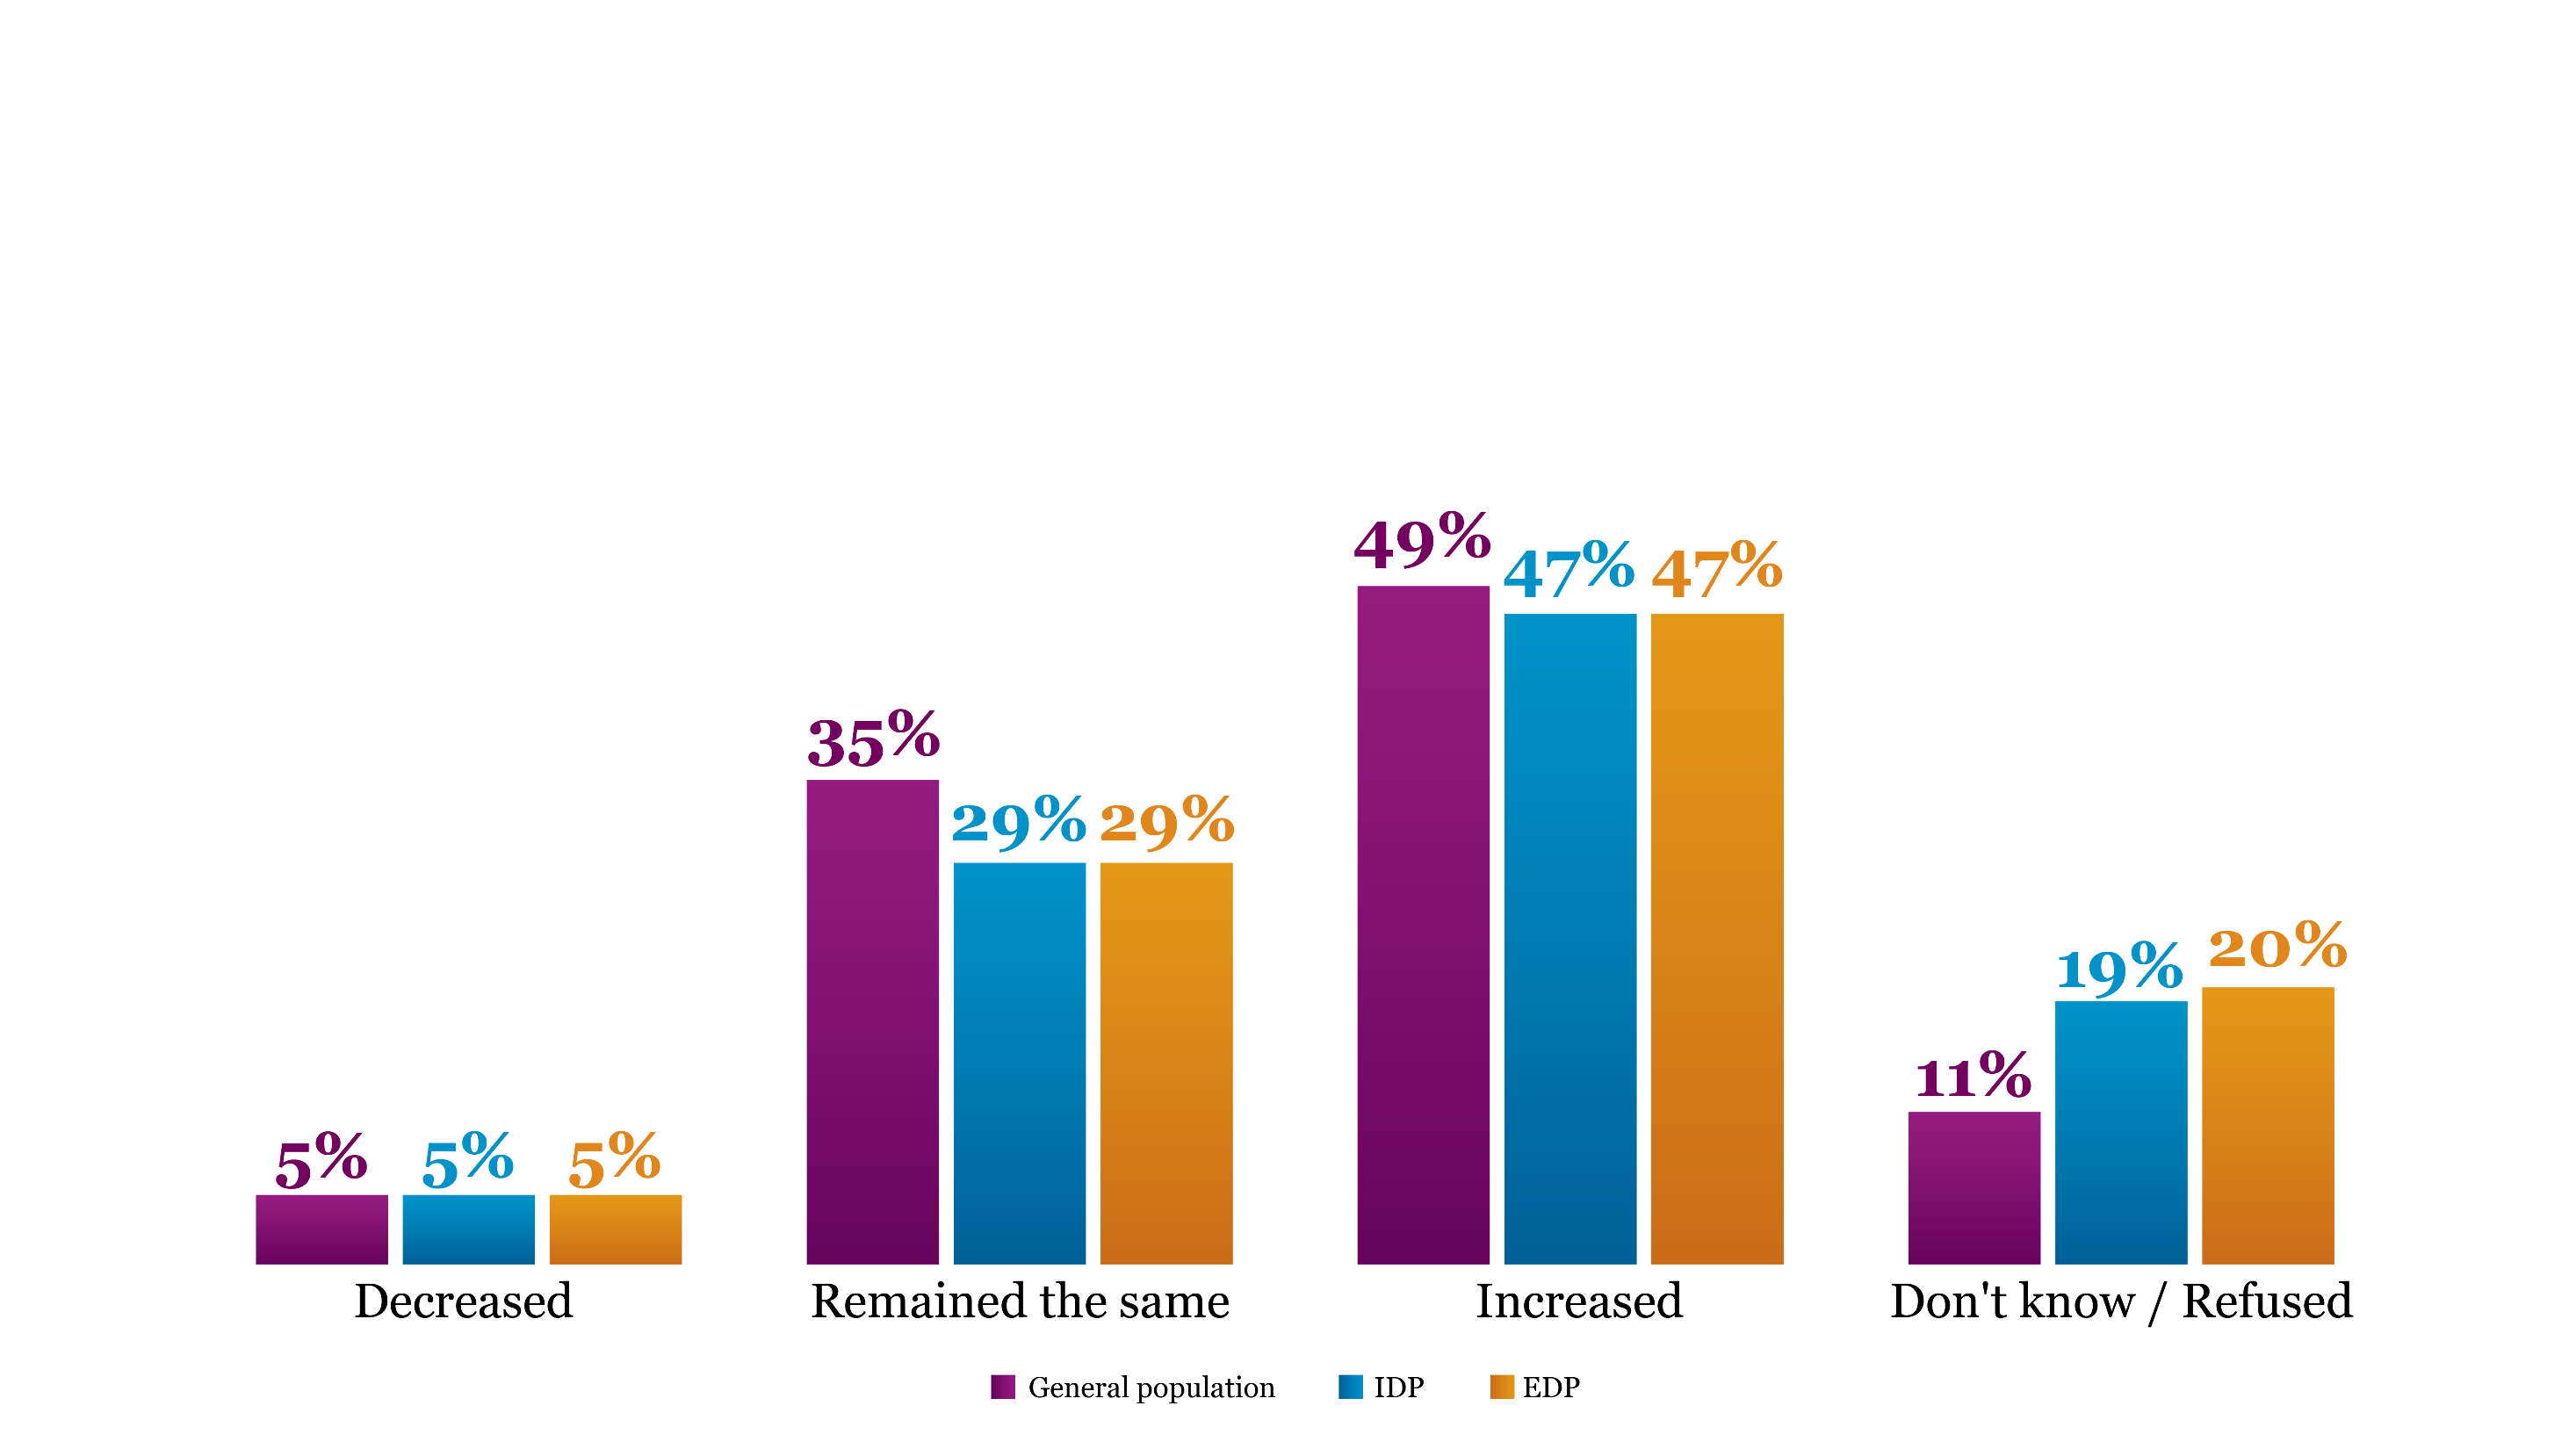 49%
47% 47%
35%
29% 29%
20%
19%
11%
5% 5% 5%
Decreased Remained the same Increased Don't know / Refused
General population IDP EDP